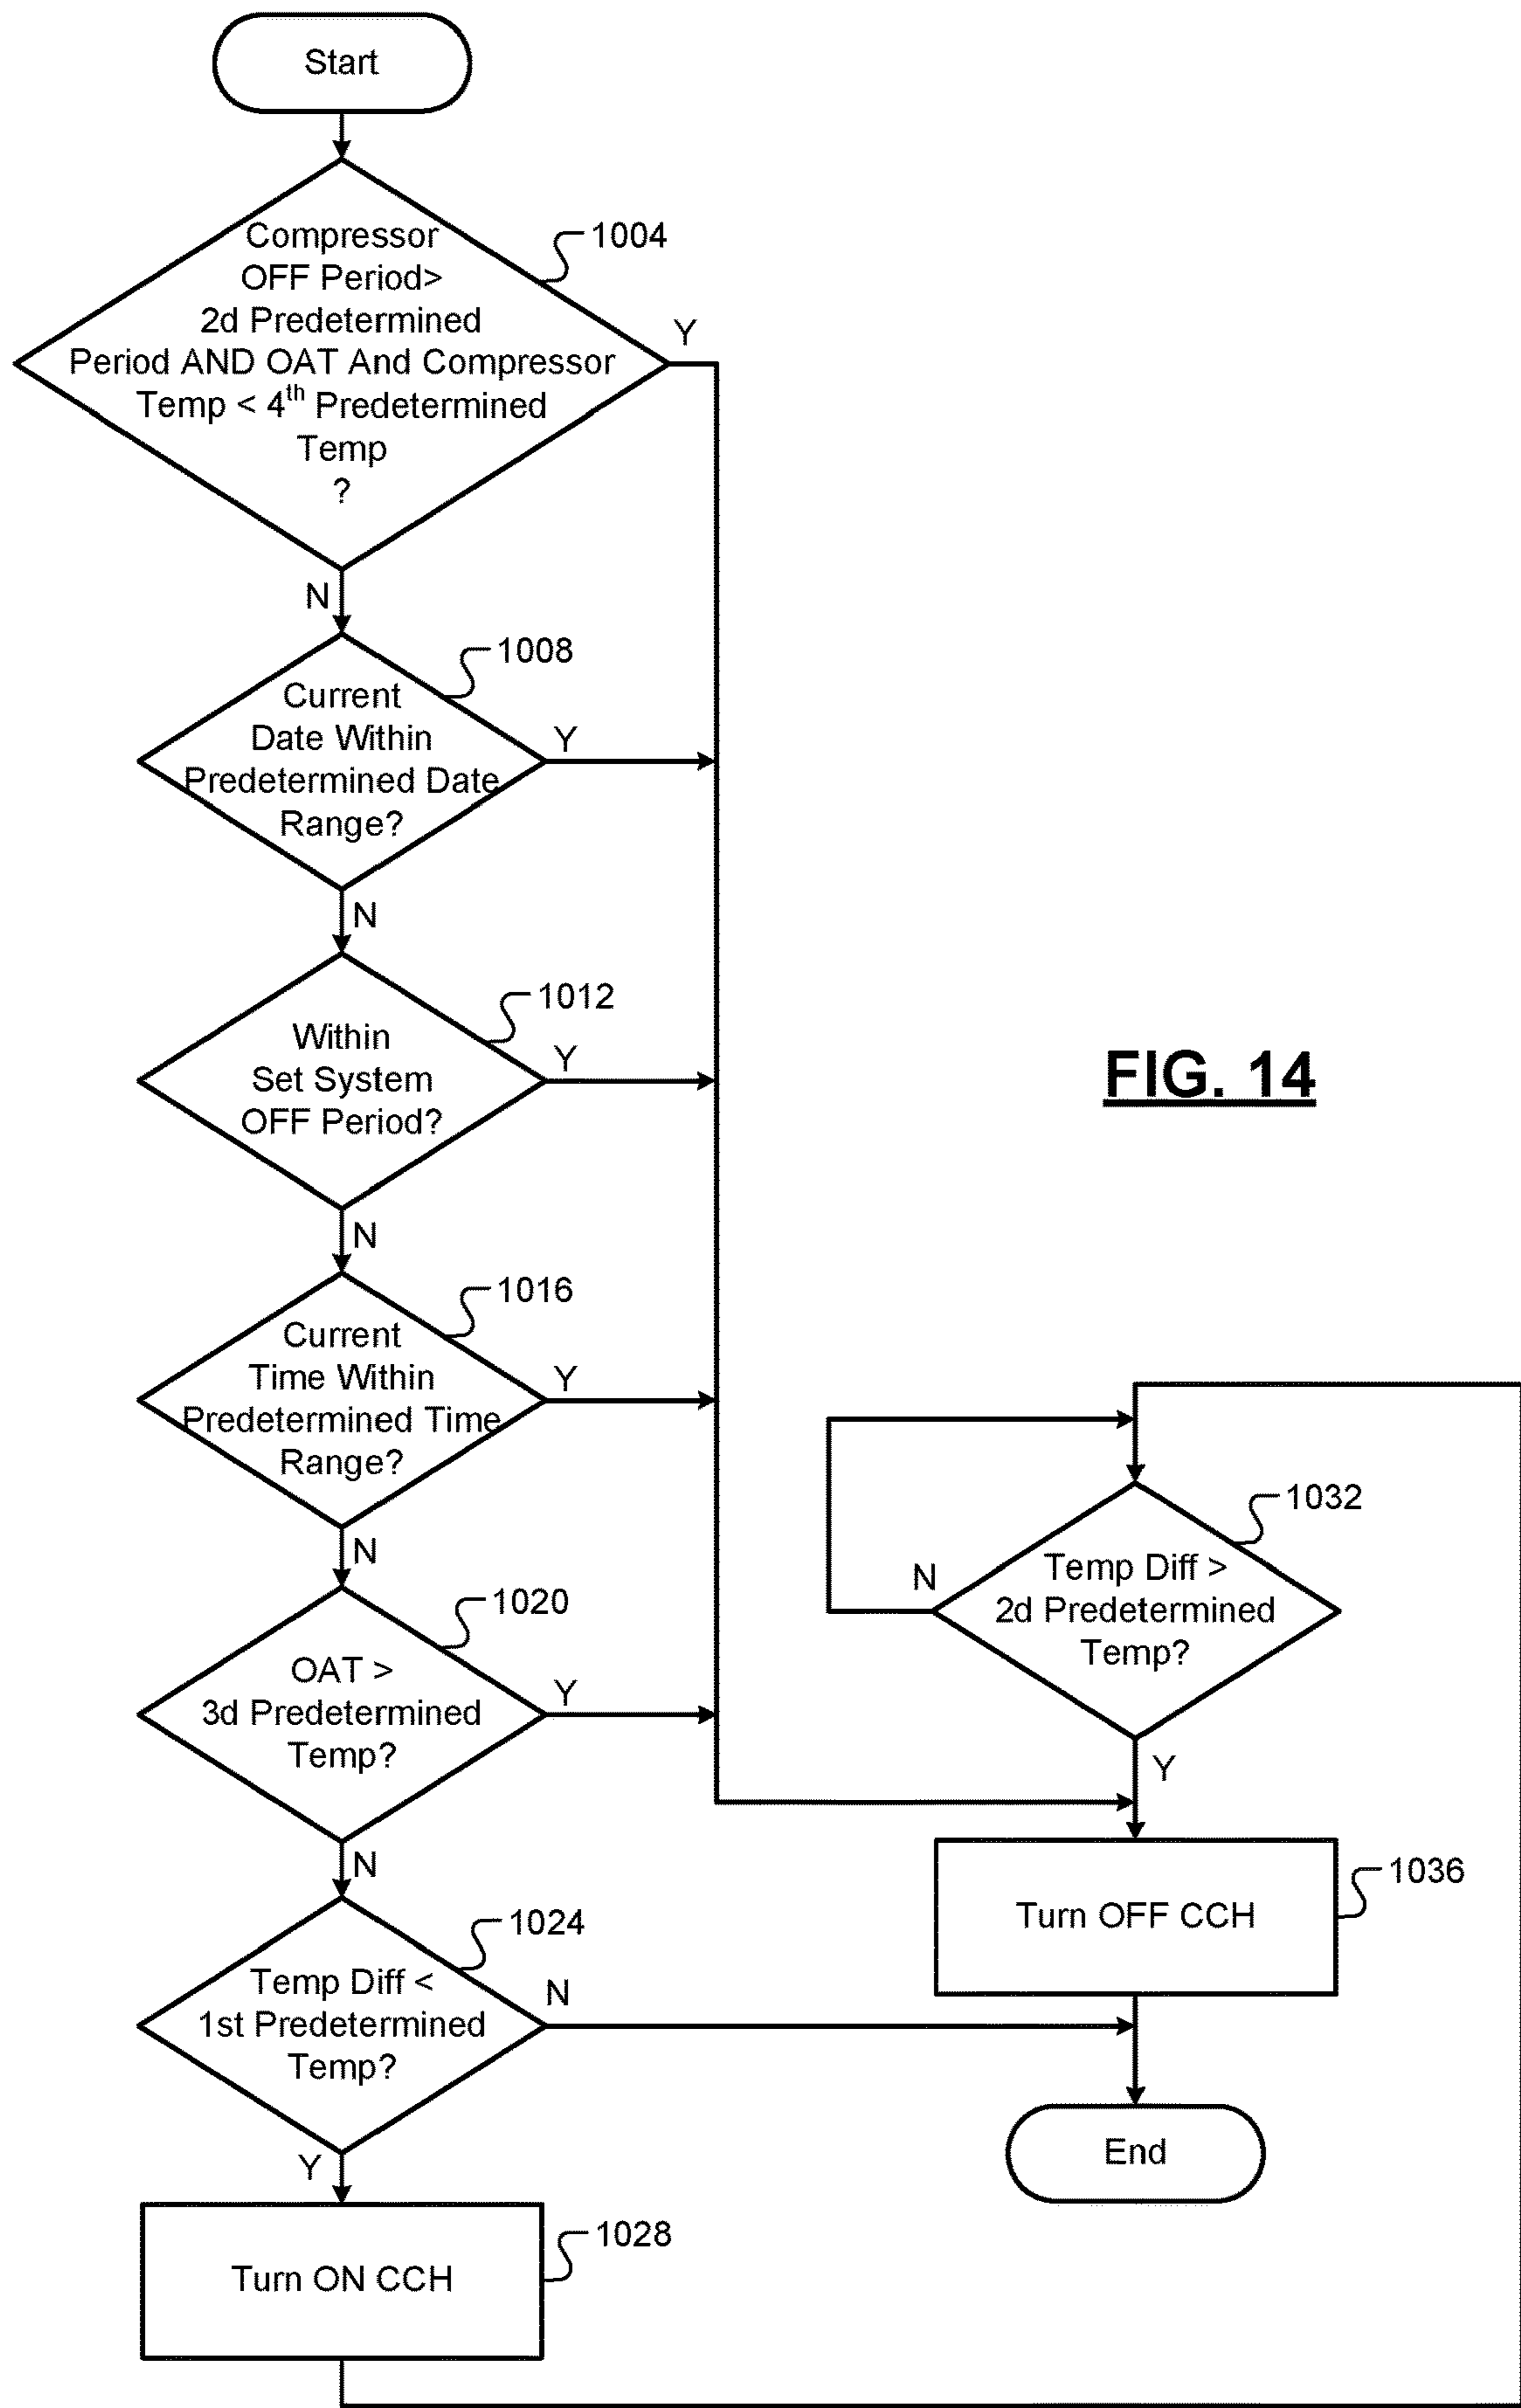 Start
Compressor
OFF Period>
2d Predetermined
Period AND OAT And Compressor
Temp < 4th Predetermined
Temp
?
1004
Y
N
1008
Current
Date Within
Predetermined Date
Range?
Y
N
1012
Within
Set System
OFF Period?
Y
N
FIG. 14
1016
Current
Time Within
Predetermined Time
Range?
Y
N
1020
OAT >
3d Predetermined
Temp?
Y
N
1024
Temp Diff <
1st Predetermined
Temp?
N
Y
1028
Turn ON CCH
1032
Temp Diff >
2d Predetermined
Temp?
N
Y
1036
Turn OFF CCH
End